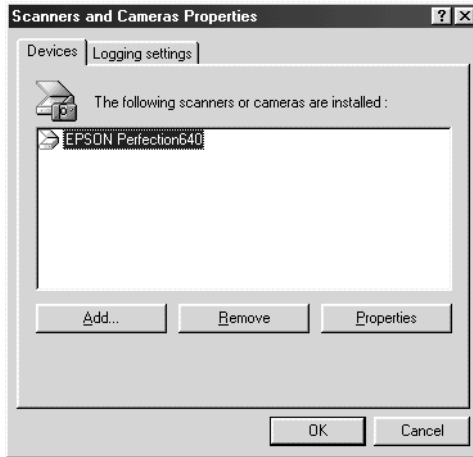 Scanners and Cameras Properties
Devices Logging settings
The following scanners or cameras are installed :
EPSON Perfection640
Add... Remove Properties
OK Cancel